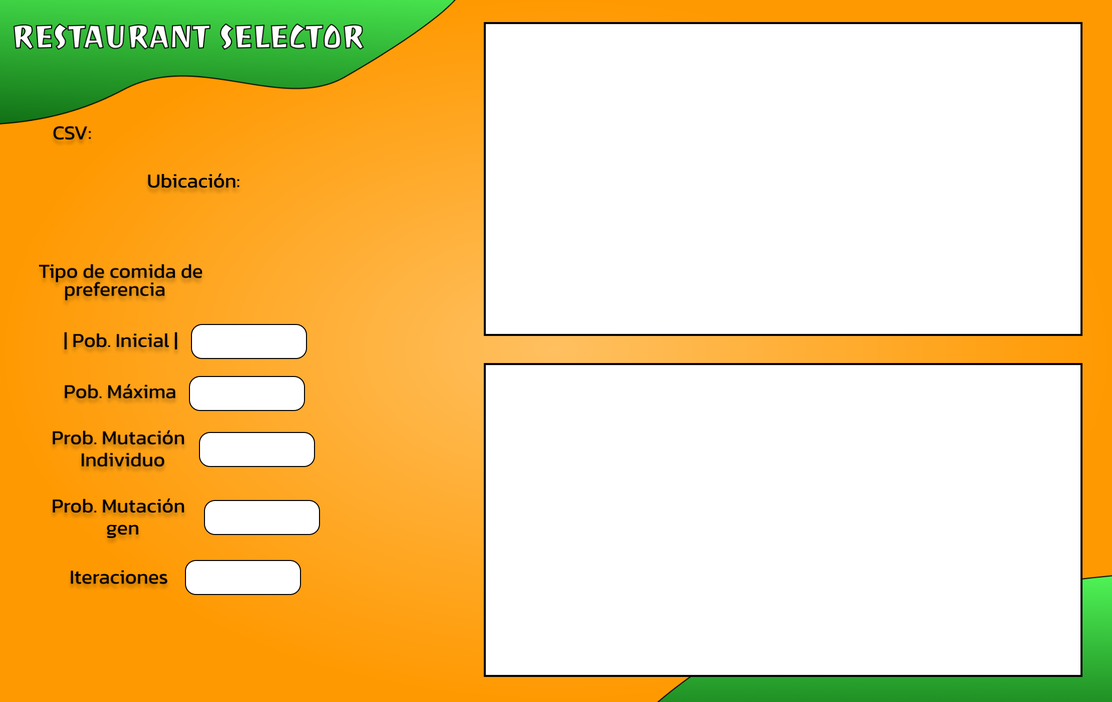 RESTAURANT SELECTOR
CSV:
Ubicación:
Tipo de comida de
preferencia
| Pob. Inicial |
Pob. Máxima
Prob. Mutación
Individuo
Prob. Mutación
gen
Iteraciones